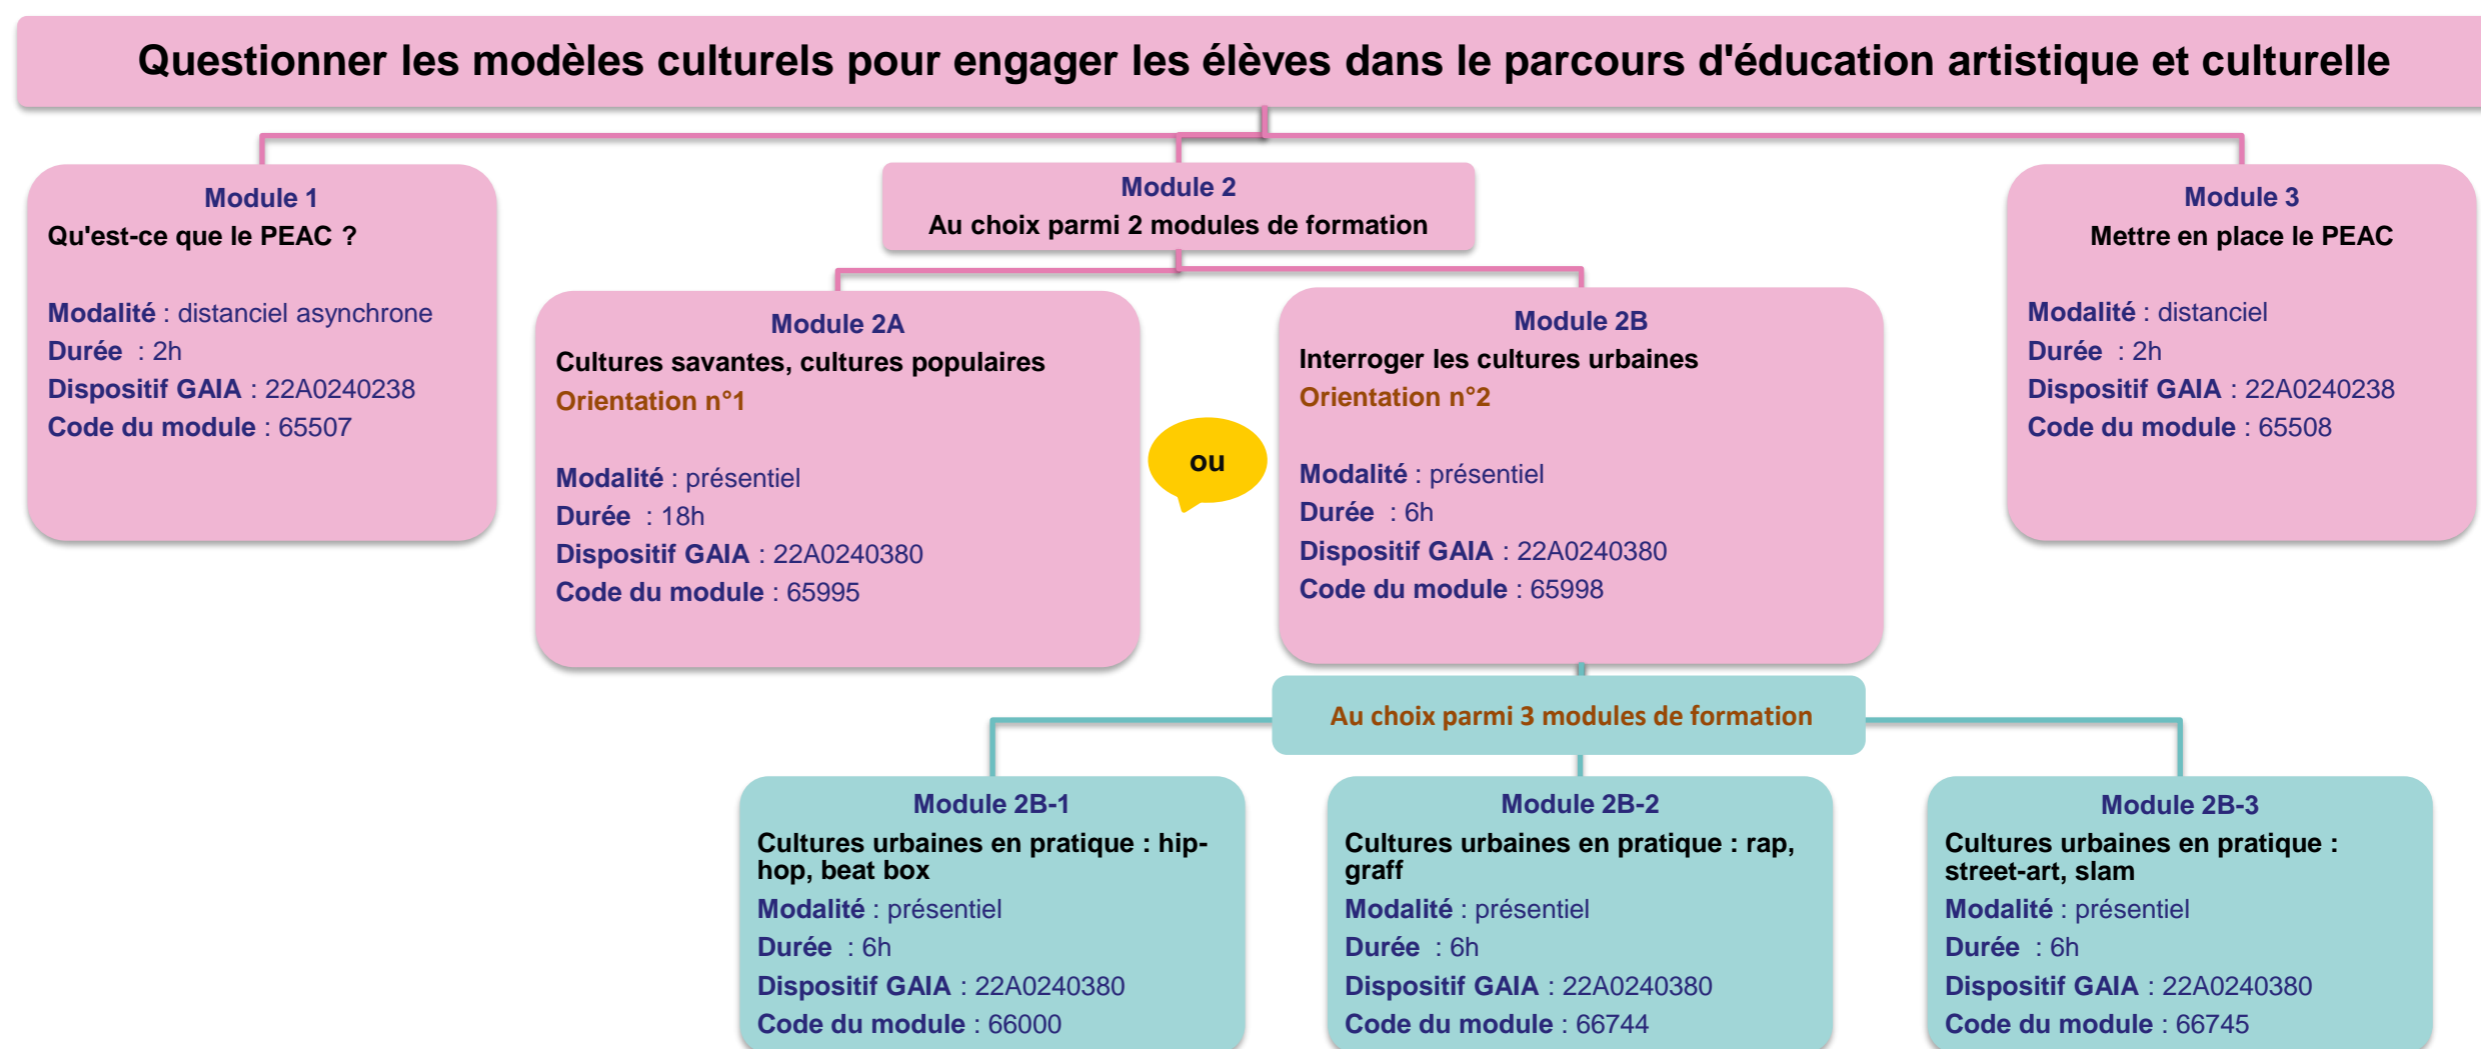 Questionner les modèles culturels pour engager les élèves dans le parcours d'éducation artistique et culturelle
Module 1
Qu'est-ce que le PEAC ?
Modalité : distanciel asynchrone
Durée : 2h
Dispositif GAIA : 22A0240238
Code du module : 65507
Module 2
Au choix parmi 2 modules de formation
Module 2A
Cultures savantes, cultures populaires
Orientation n°1
Modalité : présentiel
Durée : 18h
Dispositif GAIA : 22A0240380
Code du module : 65995
ou
Module 2B
Interroger les cultures urbaines
Orientation n°2
Modalité : présentiel
Durée : 6h
Dispositif GAIA : 22A0240380
Code du module : 65998
Module 3
Mettre en place le PEAC
Modalité : distanciel
Durée : 2h
Dispositif GAIA : 22A0240238
Code du module : 65508
Au choix parmi 3 modules de formation
Module 2B-1
Cultures urbaines en pratique : hip-
hop, beat box
Modalité : présentiel
Durée : 6h
Dispositif GAIA : 22A0240380
Code du module : 66000
Module 2B-2
Cultures urbaines en pratique : rap,
graff
Modalité : présentiel
Durée : 6h
Dispositif GAIA : 22A0240380
Code du module : 66744
Module 2B-3
Cultures urbaines en pratique :
street-art, slam
Modalité : présentiel
Durée : 6h
Dispositif GAIA : 22A0240380
Code du module : 66745